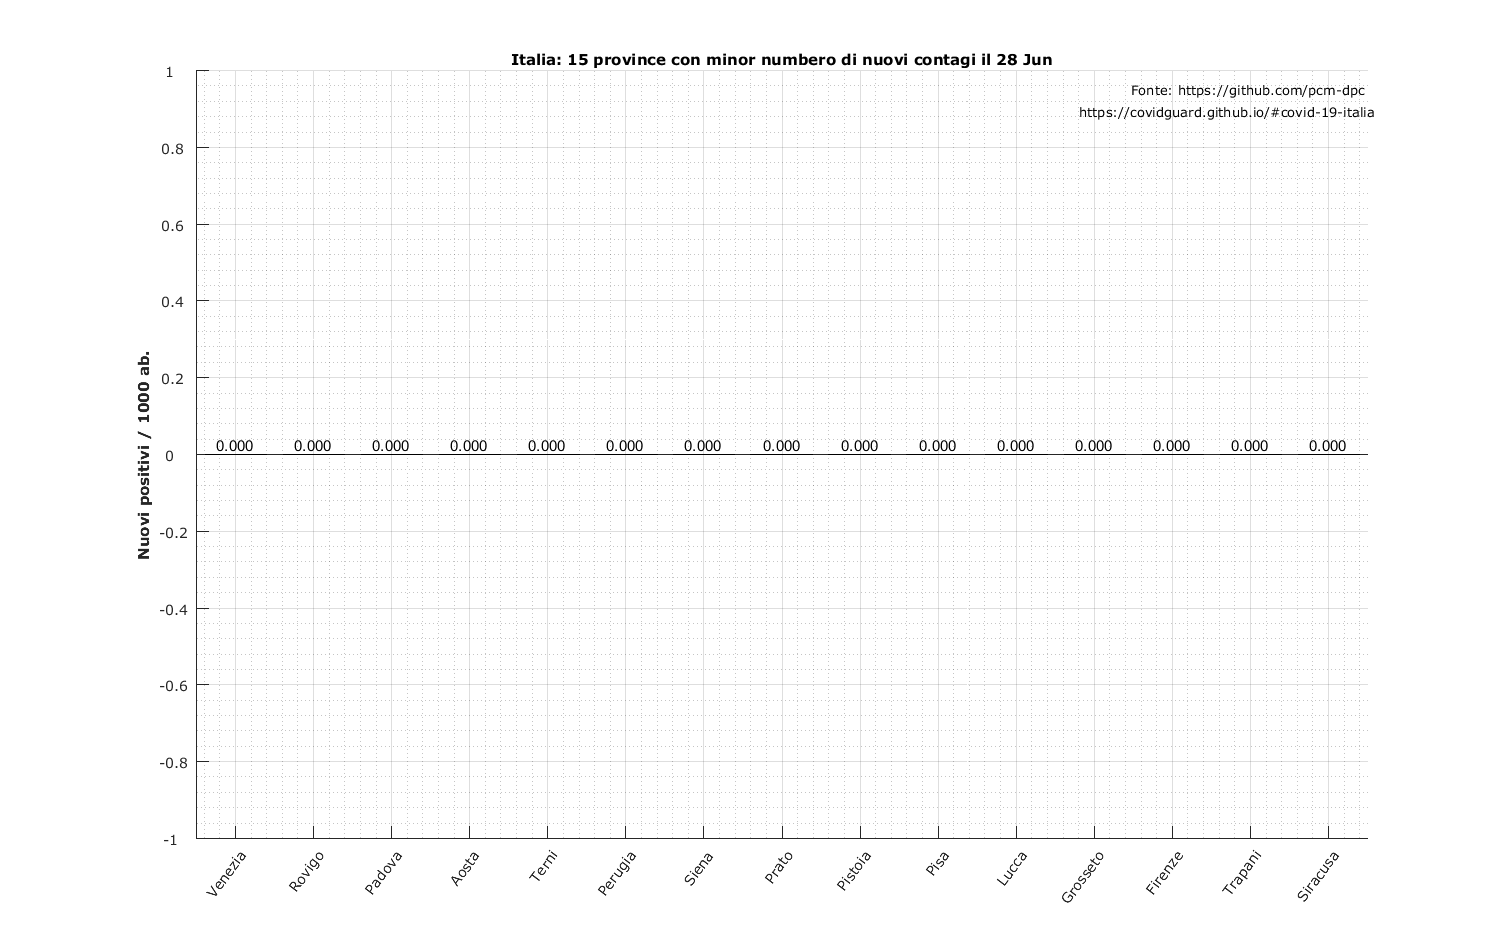 Italia: 15 province con minor numbero di nuovi contagi il 28 Jun
Fonte: https://github.com/pcm-dpc
https://covidguard.github.io/#covid-19-italia
Nuovi positivi / 1000 ab.
1
0.8
0.6
0.4
0.2
0
-0.2
-0.4
-0.6
-0.8
-1
0.000 0.000 0.000 0.000 0.000 0.000 0.000 0.000 0.000 0.000 0.000 0.000 0.000 0.000 0.000
Venezia Rovigo Padova Aosta Terni Perugia Siena Prato Pistoia Pisa Lucca Grosseto Firenze Trapani Siracusa